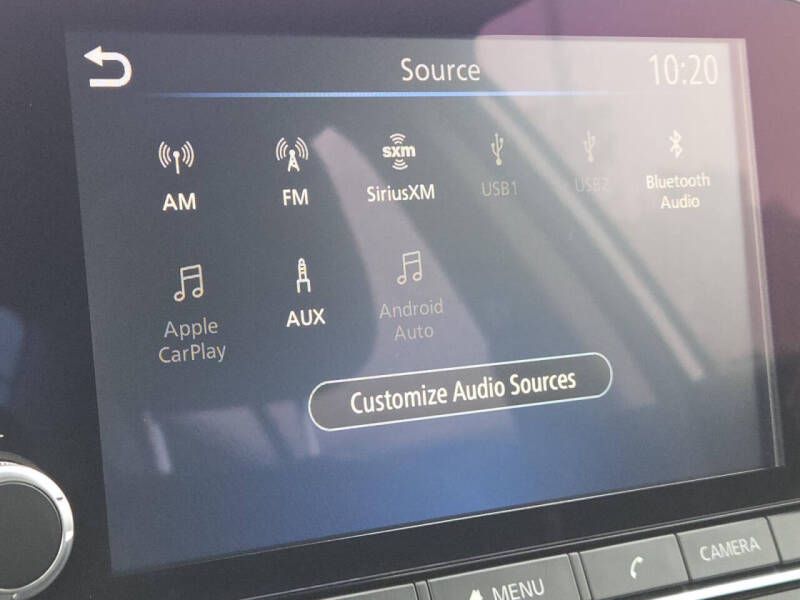 Source 10:20
AM FM sxm SiriusXM USB1 USB2 Bluetooth
Audio
Apple AUX Android
CarPlay Auto
Customize Audio Sources
MENU CAMERA